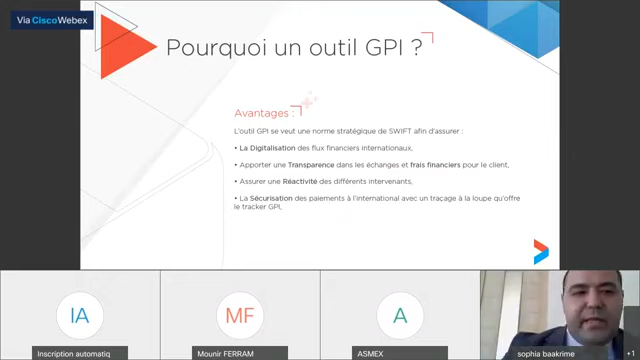 Via CiscoWebex
Pourquoi un outil GPI ?
Avantages :
L'outil GPI se veut une norme stratégique de SWIFT afin d'assurer :
• La Digitalisation des flux financiers internationaux,
• Apporter une Transparence dans les échanges et frais financiers pour le client,
• Assurer une Réactivité des différents intervenants,
• La Sécurisation des paiements à l'international avec un traçage à la loupe qu'offre
le tracker GPI,
IA
MF
A
Inscription automatiq
Mounir FERRAM
ASMEX
sophia baakrime
+1